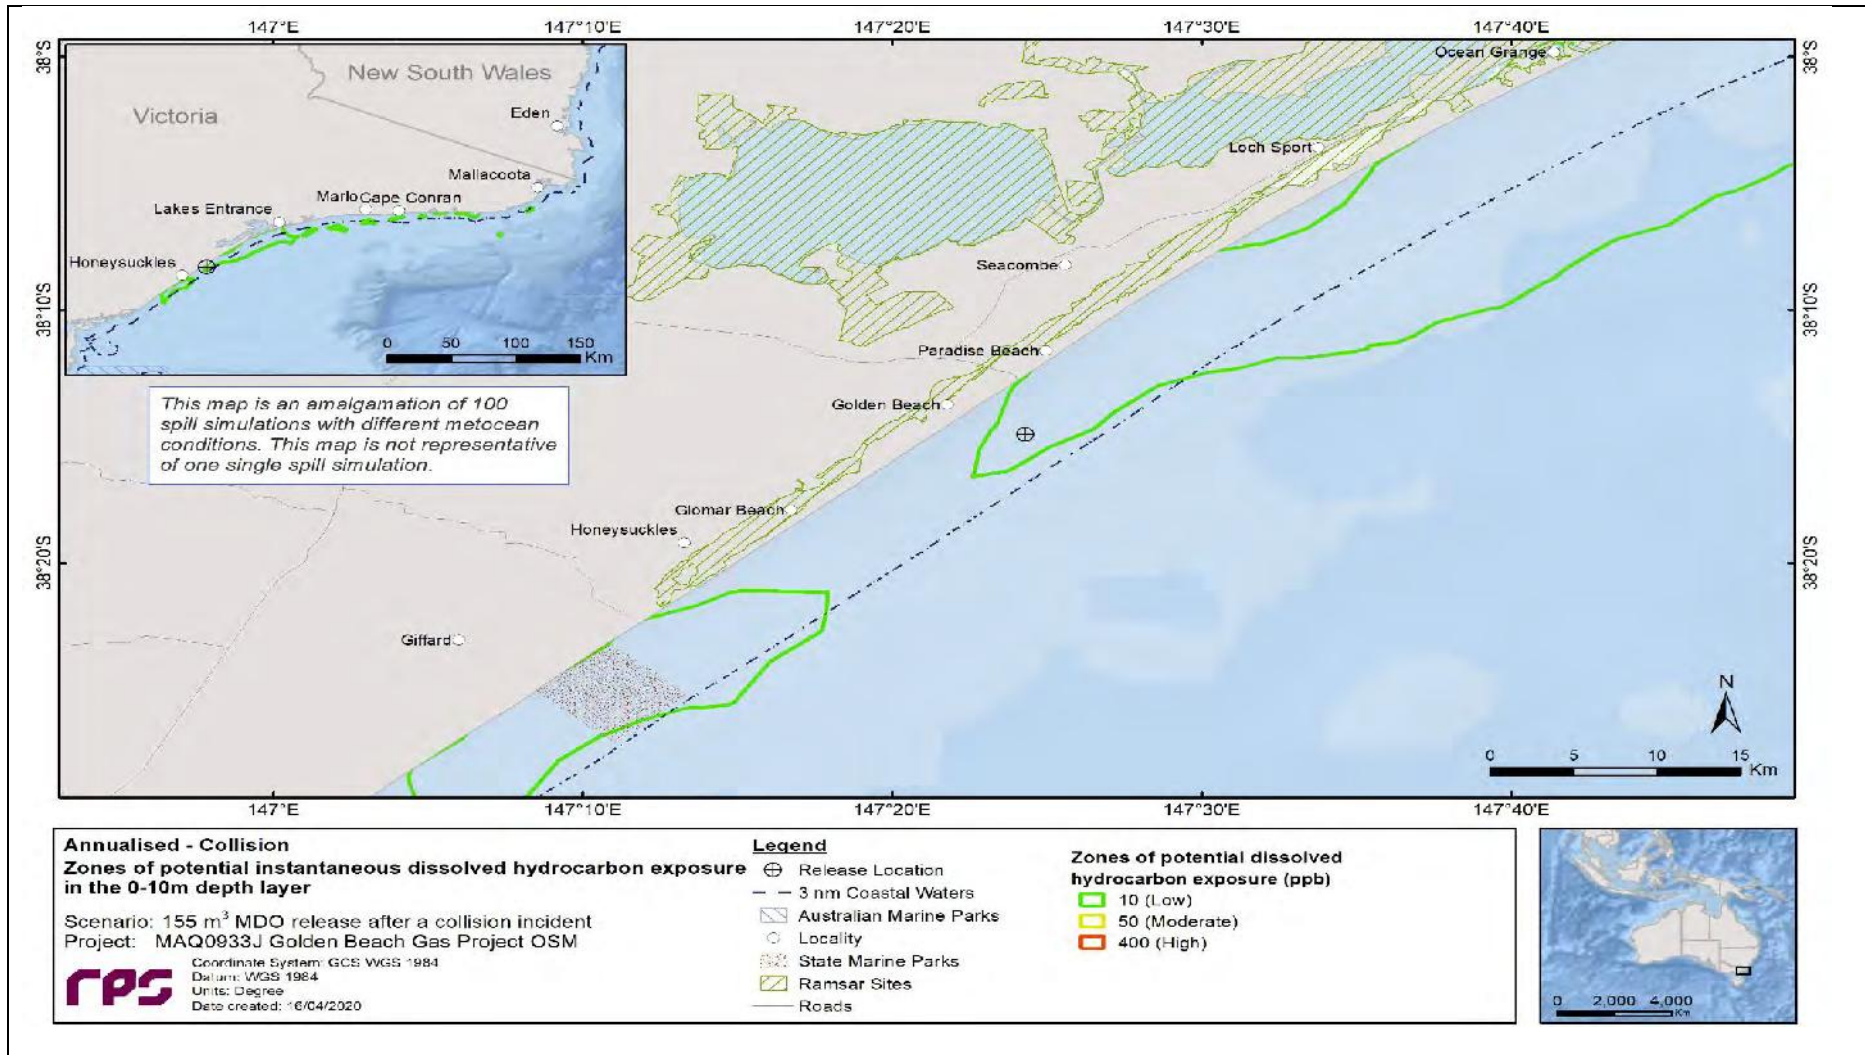 147°E 147°10'E 147°20'E 147°30'E 147°40'E
38°S
38°S
New South Wales
Victoria
Eden
Mallacoota
Marlo
Cape Conran
Lakes Entrance
Honeysuckles
0 50 100 150
Km
38°10'S
38°10'S
This map is an amalgamation of 100
spill simulations with different metocean
conditions. This map is not representative
of one single spill simulation.
Ocean Grange
Loch Sport
Seacombe
Paradise Beach
Golden Beach
Glomar Beach
Honeysuckles
38°20'S
38°20'S
Giffard
N
0 5 10 15
Km
147°E 147°10'E 147°20'E 147°30'E 147°40'E
Annualised - Collision
Zones of potential instantaneous dissolved hydrocarbon exposure
in the 0-10m depth layer
Scenario: 155 m³ MDO release after a collision incident
Project: MAQ0933J Golden Beach Gas Project OSM
rps
Coordinate System: GCS WGS 1984
Datum: WGS 1984
Units: Degree
Date created: 16/04/2020
Legend
Release Location
3 nm Coastal Waters
Australian Marine Parks
Locality
State Marine Parks
Ramsar Sites
Roads
Zones of potential dissolved
hydrocarbon exposure (ppb)
10 (Low)
50 (Moderate)
400 (High)
0 2,000 4,000
Km